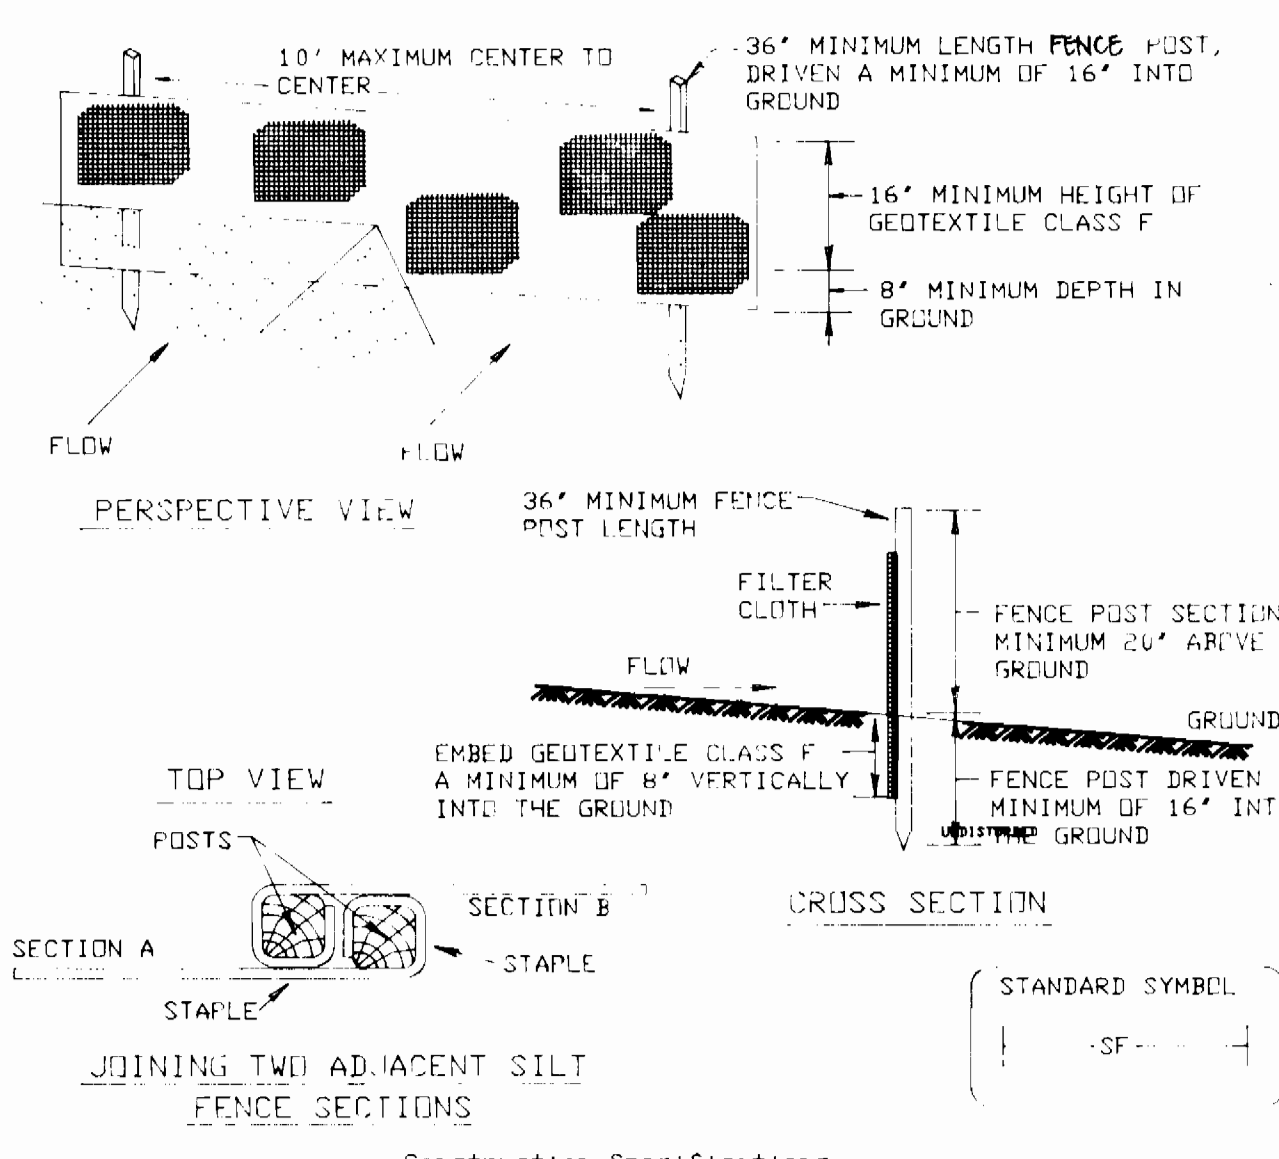 10' MAXIMUM CENTER TO
CENTER
36" MINIMUM LENGTH FENCE POST,
DRIVEN A MINIMUM OF 16" INTO
GROUND
16" MINIMUM HEIGHT OF
GEOTEXTILE CLASS F
8" MINIMUM DEPTH IN
GROUND
FLOW
FLOW
PERSPECTIVE VIEW
36" MINIMUM FENCE
POST LENGTH
FILTER
CLOTH
FENCE POST SECTION
MINIMUM 20" ABOVE
GROUND
FLOW
GROUND
EMBED GEOTEXTILE CLASS F
A MINIMUM OF 8" VERTICALLY
INTO THE GROUND
FENCE POST DRIVEN
MINIMUM OF 16" INT
UNDISTURBED
THE GROUND
CROSS SECTION
TOP VIEW
POSTS
SECTION B
SECTION A
STAPLE
STAPLE
JOINING TWO ADJACENT SILT
FENCE SECTIONS
STANDARD SYMBOL
SF
Construction Specifications